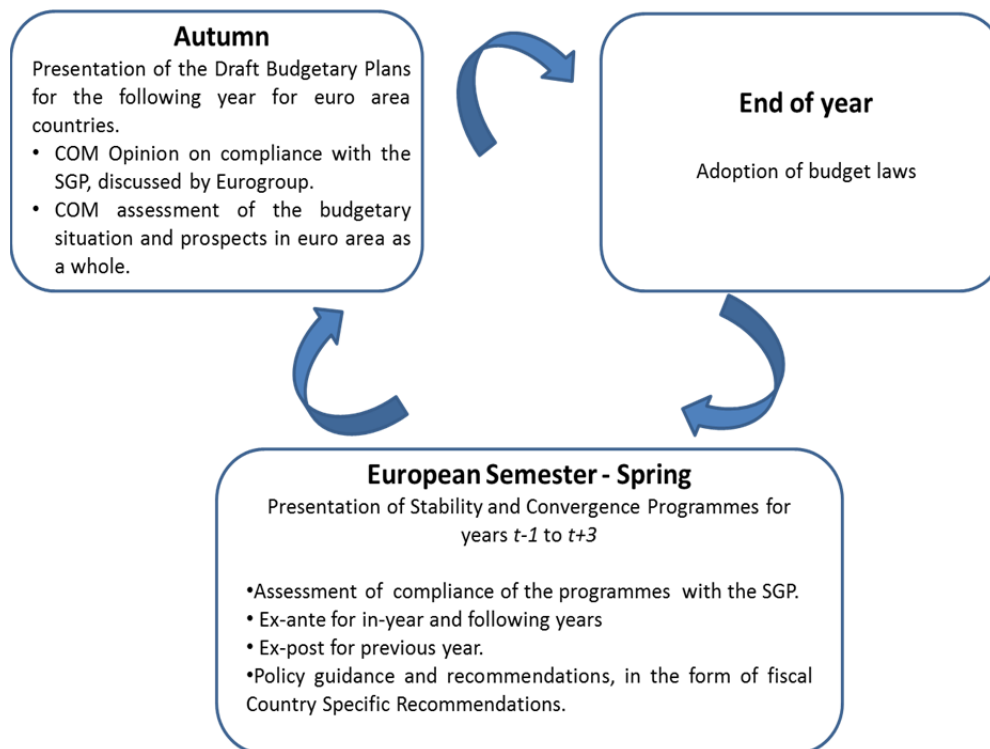 Autumn
Presentation of the Draft Budgetary Plans
for the following year for euro area
countries.
• COM Opinion on compliance with the
SGP, discussed by Eurogroup.
• COM assessment of the budgetary
situation and prospects in euro area as
a whole.
End of year
Adoption of budget laws
European Semester - Spring
Presentation of Stability and Convergence Programmes for
years t-1 to t+3
•Assessment of compliance of the programmes with the SGP.
• Ex-ante for in-year and following years
• Ex-post for previous year.
•Policy guidance and recommendations, in the form of fiscal
Country Specific Recommendations.